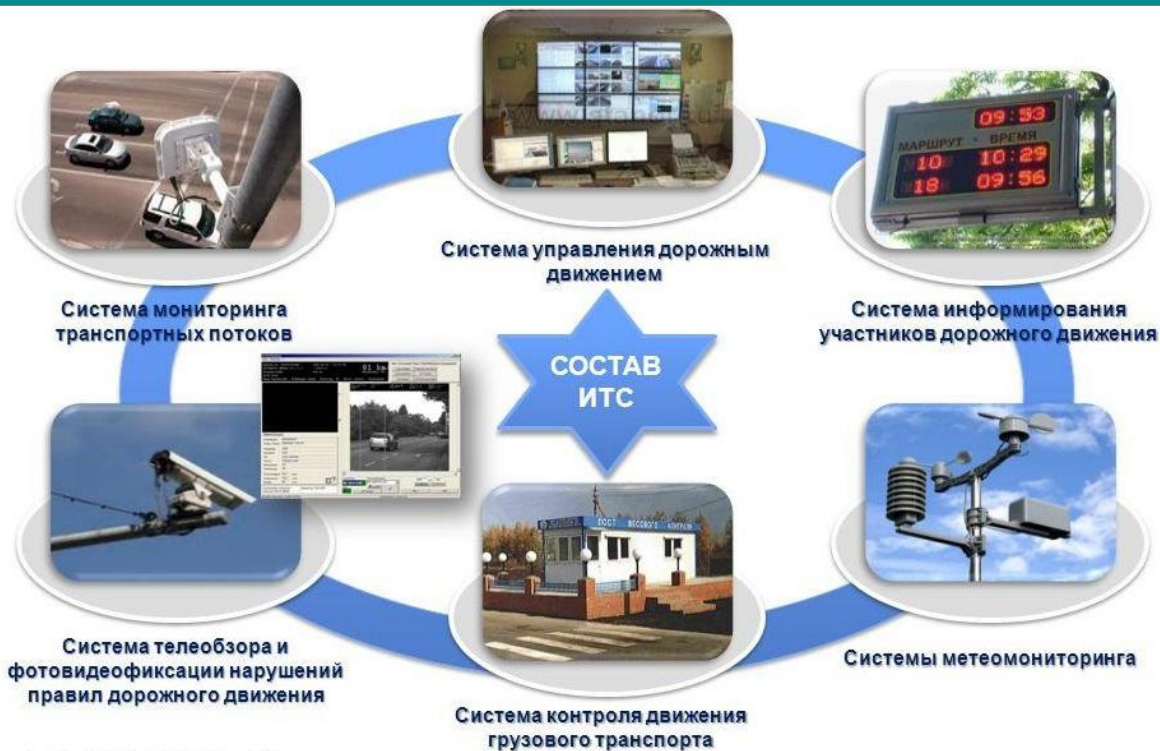 09:53
МАРШРУТ - ВРЕМЯ
10 10:29
18 09:56
Система управления дорожным
движением
Система мониторинга
транспортных потоков
Система информирования
участников дорожного движения
81 км
СОСТАВ
ИТС
ПОСТ ВЕСОВОГО КОНТРОЛЯ
Система телеобзора и
фотовидеофиксации нарушений
правил дорожного движения
Системы метеомониторинга
Система контроля движения
грузового транспорта